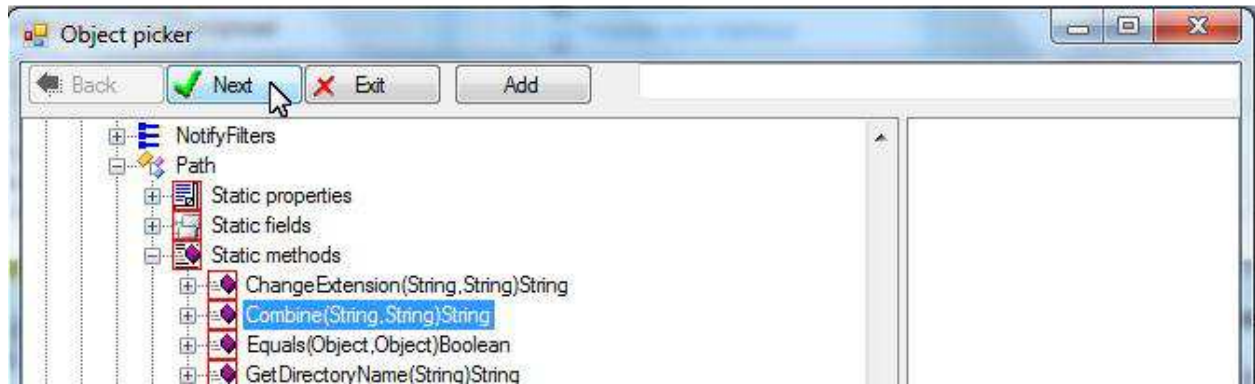 Object picker
Back Next Exit Add
NotifyFilters
Path
Static properties
Static fields
Static methods
ChangeExtension(String,String)String
Combine(String,String)String
Equals(Object,Object)Boolean
GetDirectoryName(String)String